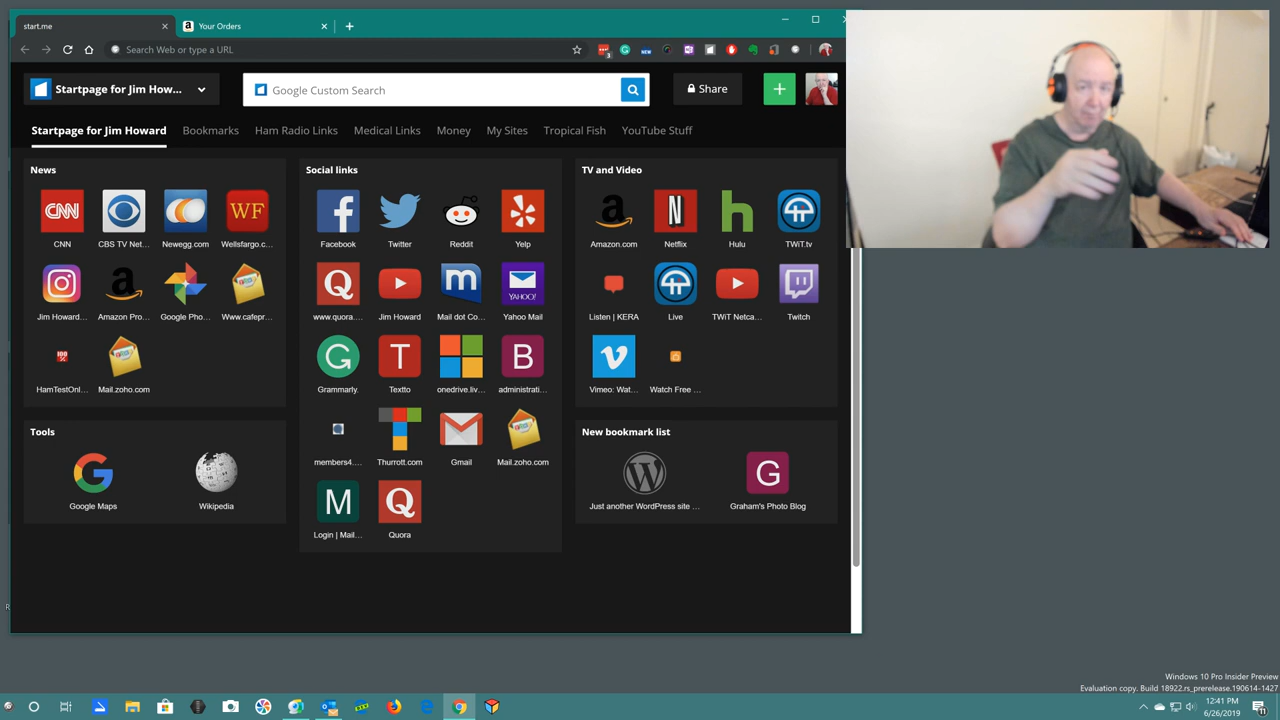 start.me
Your Orders
Search Web or type a URL
3
NEW
Startpage for Jim How...
Google Custom Search
Share
Startpage for Jim Howard
Bookmarks
Ham Radio Links
Medical Links
Money
My Sites
Tropical Fish
YouTube Stuff
News
CNN
WF
CNN
CBS TV Net...
Newegg.com
Wellsfargo.c...
Jim Howard...
Amazon Pro...
Google Pho...
Www.cafepr...
100
HamTestOnl...
Mail.zoho.com
Tools
Google Maps
Wikipedia
Social links
Facebook
Twitter
Reddit
Yelp
YAHOO!
www.quora....
Jim Howard
Mail dot Co...
Yahoo Mail
T
B
Grammarly.
Textto
onedrive.liv...
administrati...
members4....
Thurrott.com
Gmail
Mail.zoho.com
M
Q
Login | Mail...
Quora
TV and Video
Amazon.com
Netflix
Hulu
TWiT.tv
Listen | KERA
Live
TWiT Netca...
Twitch
Vimeo: Wat...
Watch Free ...
New bookmark list
G
Just another WordPress site ...
Graham's Photo Blog
Windows 10 Pro Insider Preview
Evaluation copy. Build 18922.rs_prerelease.190614-1427
12:41 PM
6/26/2019
11